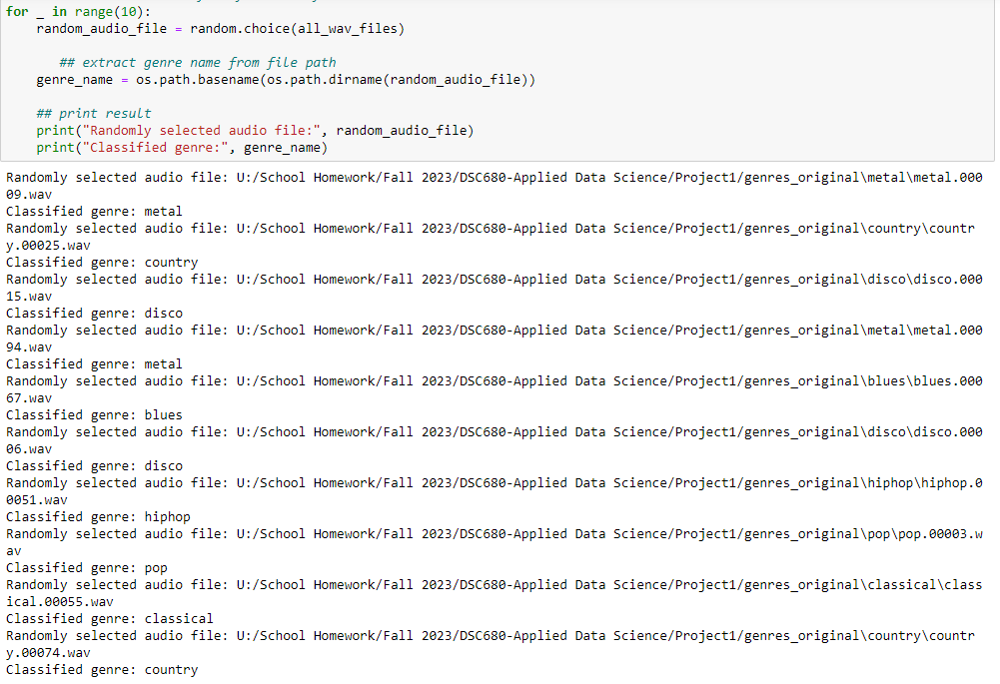 for _ in range(10):
    random_audio_file = random.choice(all_wav_files)
       ## extract genre name from file path
    genre_name = os.path.basename(os.path.dirname(random_audio_file))
    ## print result
    print("Randomly selected audio file:", random_audio_file)
    print("Classified genre:", genre_name)
Randomly selected audio file: U:/School Homework/Fall 2023/DSC680-Applied Data Science/Project1/genres_original\metal\metal.000
09.wav
Classified genre: metal
Randomly selected audio file: U:/School Homework/Fall 2023/DSC680-Applied Data Science/Project1/genres_original\country\countr
y.00025.wav
Classified genre: country
Randomly selected audio file: U:/School Homework/Fall 2023/DSC680-Applied Data Science/Project1/genres_original\disco\disco.000
15.wav
Classified genre: disco
Randomly selected audio file: U:/School Homework/Fall 2023/DSC680-Applied Data Science/Project1/genres_original\metal\metal.000
94.wav
Classified genre: metal
Randomly selected audio file: U:/School Homework/Fall 2023/DSC680-Applied Data Science/Project1/genres_original\blues\blues.000
67.wav
Classified genre: blues
Randomly selected audio file: U:/School Homework/Fall 2023/DSC680-Applied Data Science/Project1/genres_original\disco\disco.000
06.wav
Classified genre: disco
Randomly selected audio file: U:/School Homework/Fall 2023/DSC680-Applied Data Science/Project1/genres_original\hiphop\hiphop.0
0051.wav
Classified genre: hiphop
Randomly selected audio file: U:/School Homework/Fall 2023/DSC680-Applied Data Science/Project1/genres_original\pop\pop.00003.w
av
Classified genre: pop
Randomly selected audio file: U:/School Homework/Fall 2023/DSC680-Applied Data Science/Project1/genres_original\classical\class
ical.00055.wav
Classified genre: classical
Randomly selected audio file: U:/School Homework/Fall 2023/DSC680-Applied Data Science/Project1/genres_original\country\countr
y.00074.wav
Classified genre: country